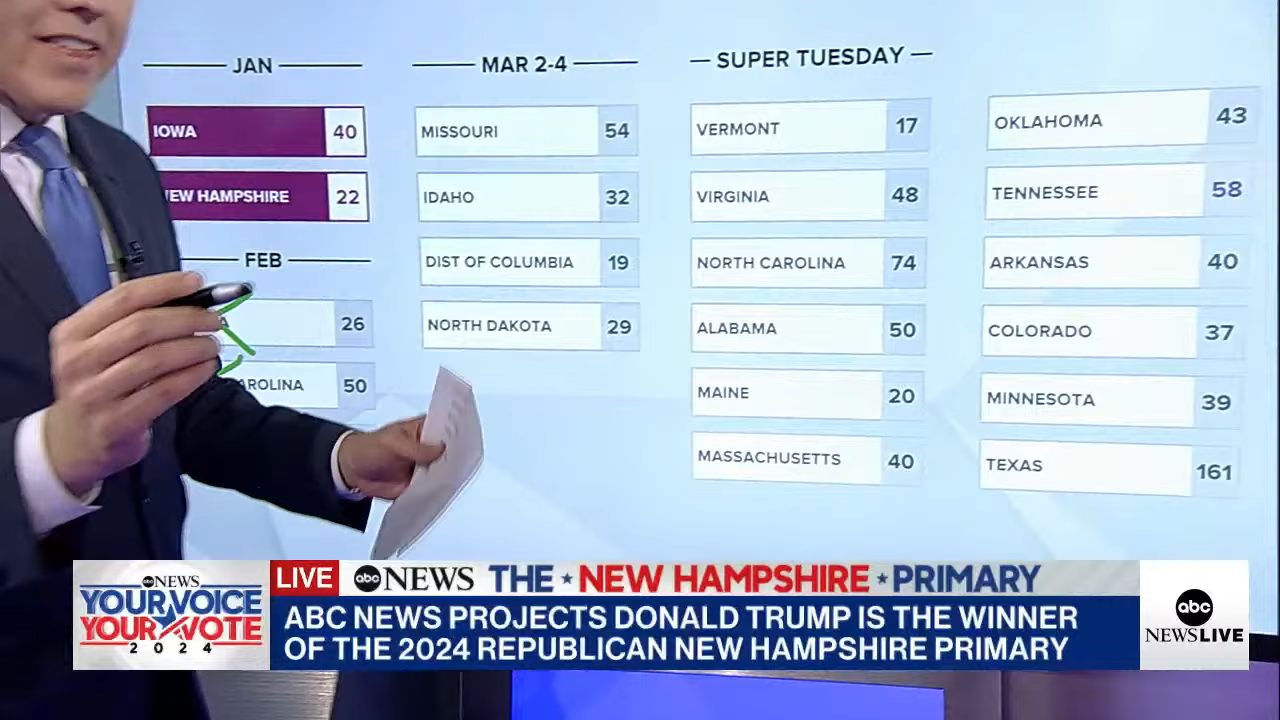 JAN
IOWA 40
NEW HAMPSHIRE 22
FEB
26
CAROLINA 50
MAR 2-4
MISSOURI 54
IDAHO 32
DIST OF COLUMBIA 19
NORTH DAKOTA 29
SUPER TUESDAY
VERMONT 17
VIRGINIA 48
NORTH CAROLINA 74
ALABAMA 50
MAINE 20
MASSACHUSETTS 40
OKLAHOMA 43
TENNESSEE 58
ARKANSAS 40
COLORADO 37
MINNESOTA 39
TEXAS 161
abc NEWS
YOUR VOICE
YOUR VOTE
2024
LIVE abc NEWS THE NEW HAMPSHIRE PRIMARY
ABC NEWS PROJECTS DONALD TRUMP IS THE WINNER
OF THE 2024 REPUBLICAN NEW HAMPSHIRE PRIMARY
abc
NEWS LIVE